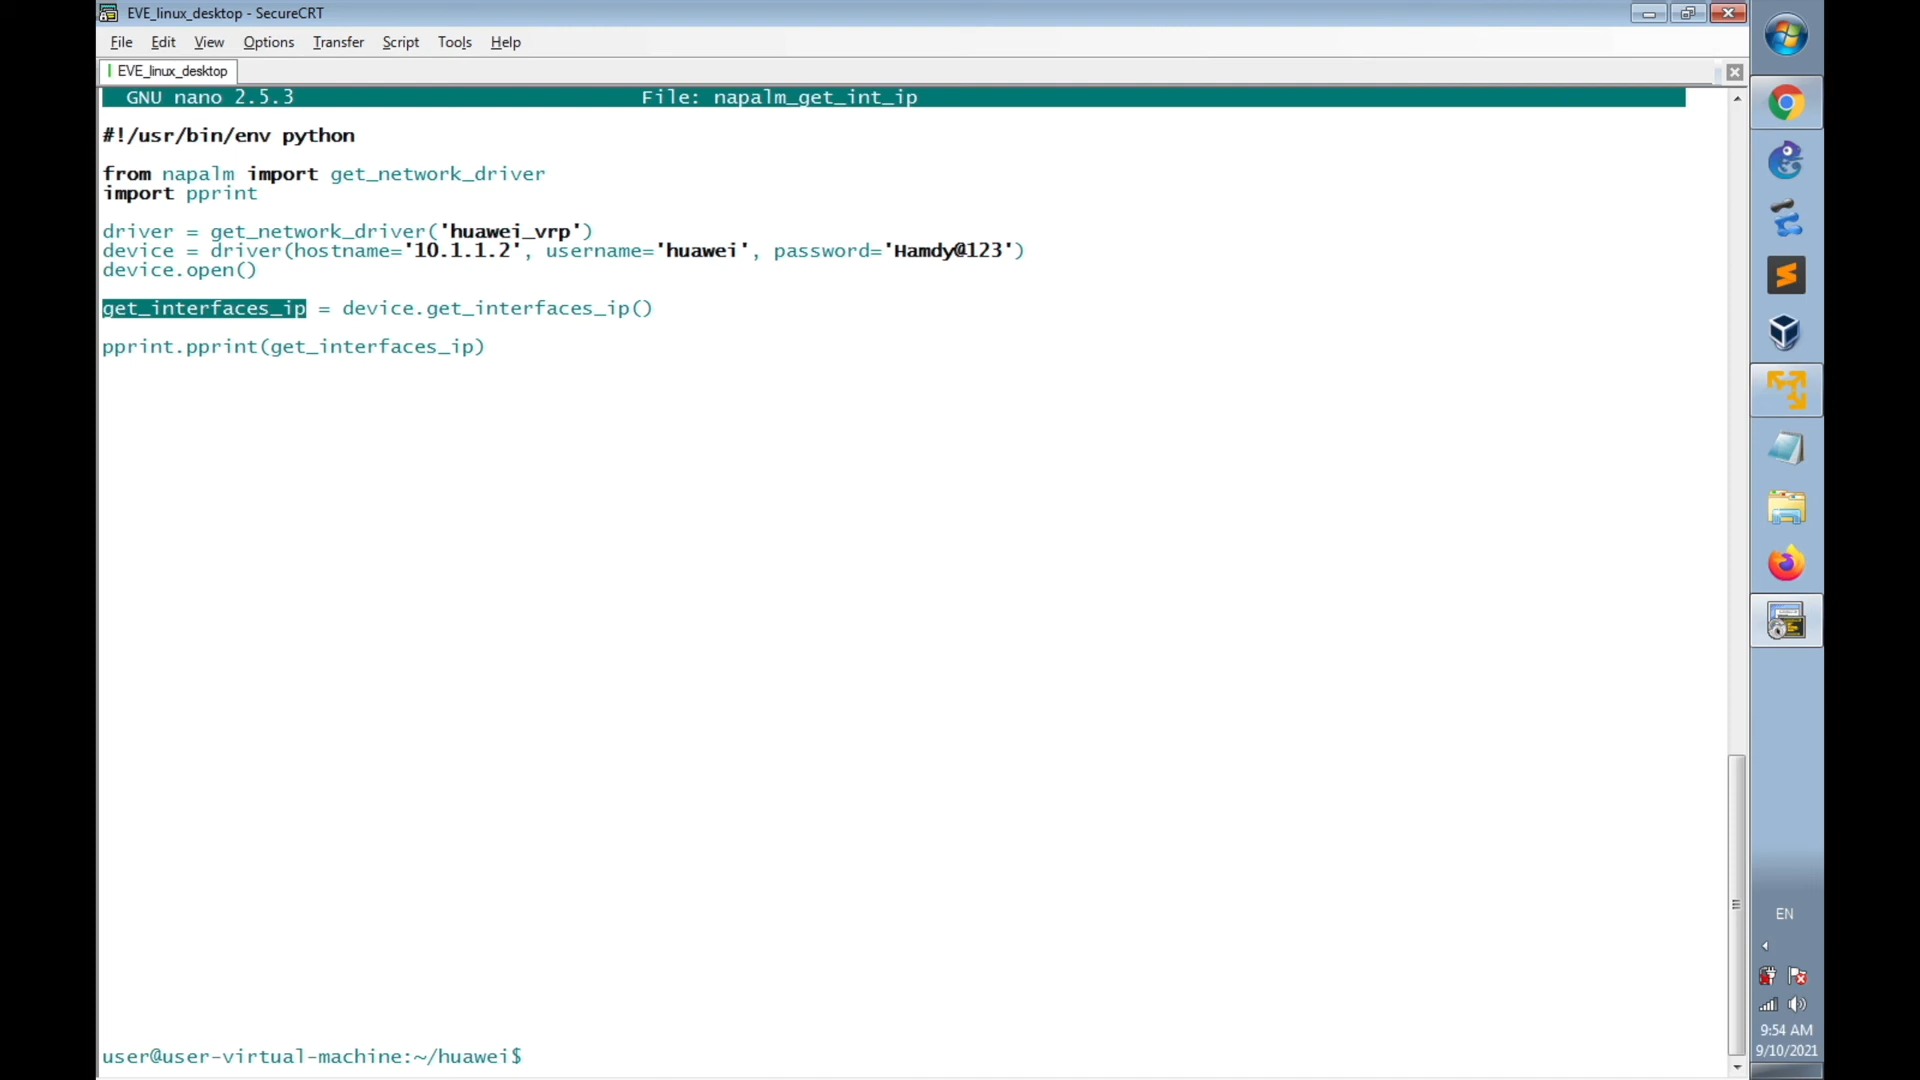 EVE_linux_desktop - SecureCRT
File Edit View Options Transfer Script Tools Help
EVE_linux_desktop
GNU nano 2.5.3 File: napalm_get_int_ip
#!/usr/bin/env python
from napalm import get_network_driver
import pprint
driver = get_network_driver('huawei_vrp')
device = driver(hostname='10.1.1.2', username='huawei', password='Hamdy@123')
device.open()
get_interfaces_ip = device.get_interfaces_ip()
pprint.pprint(get_interfaces_ip)
user@user-virtual-machine:~/huawei$
EN
9:54 AM
9/10/2021